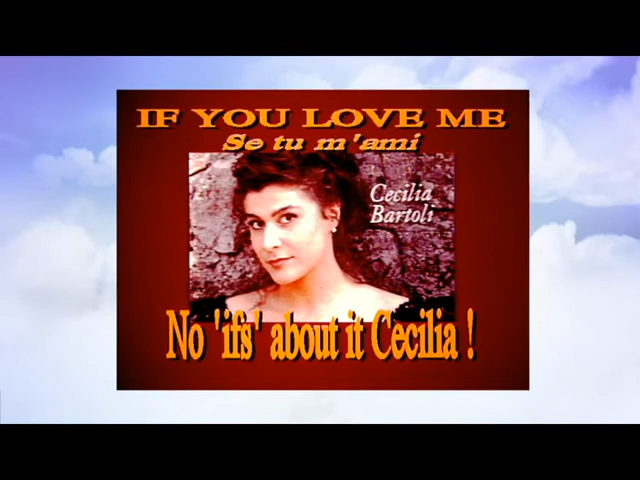 IF YOU LOVE ME
Se tu m'ami
Cecilia
Bartoli
No 'ifs' about it Cecilia !